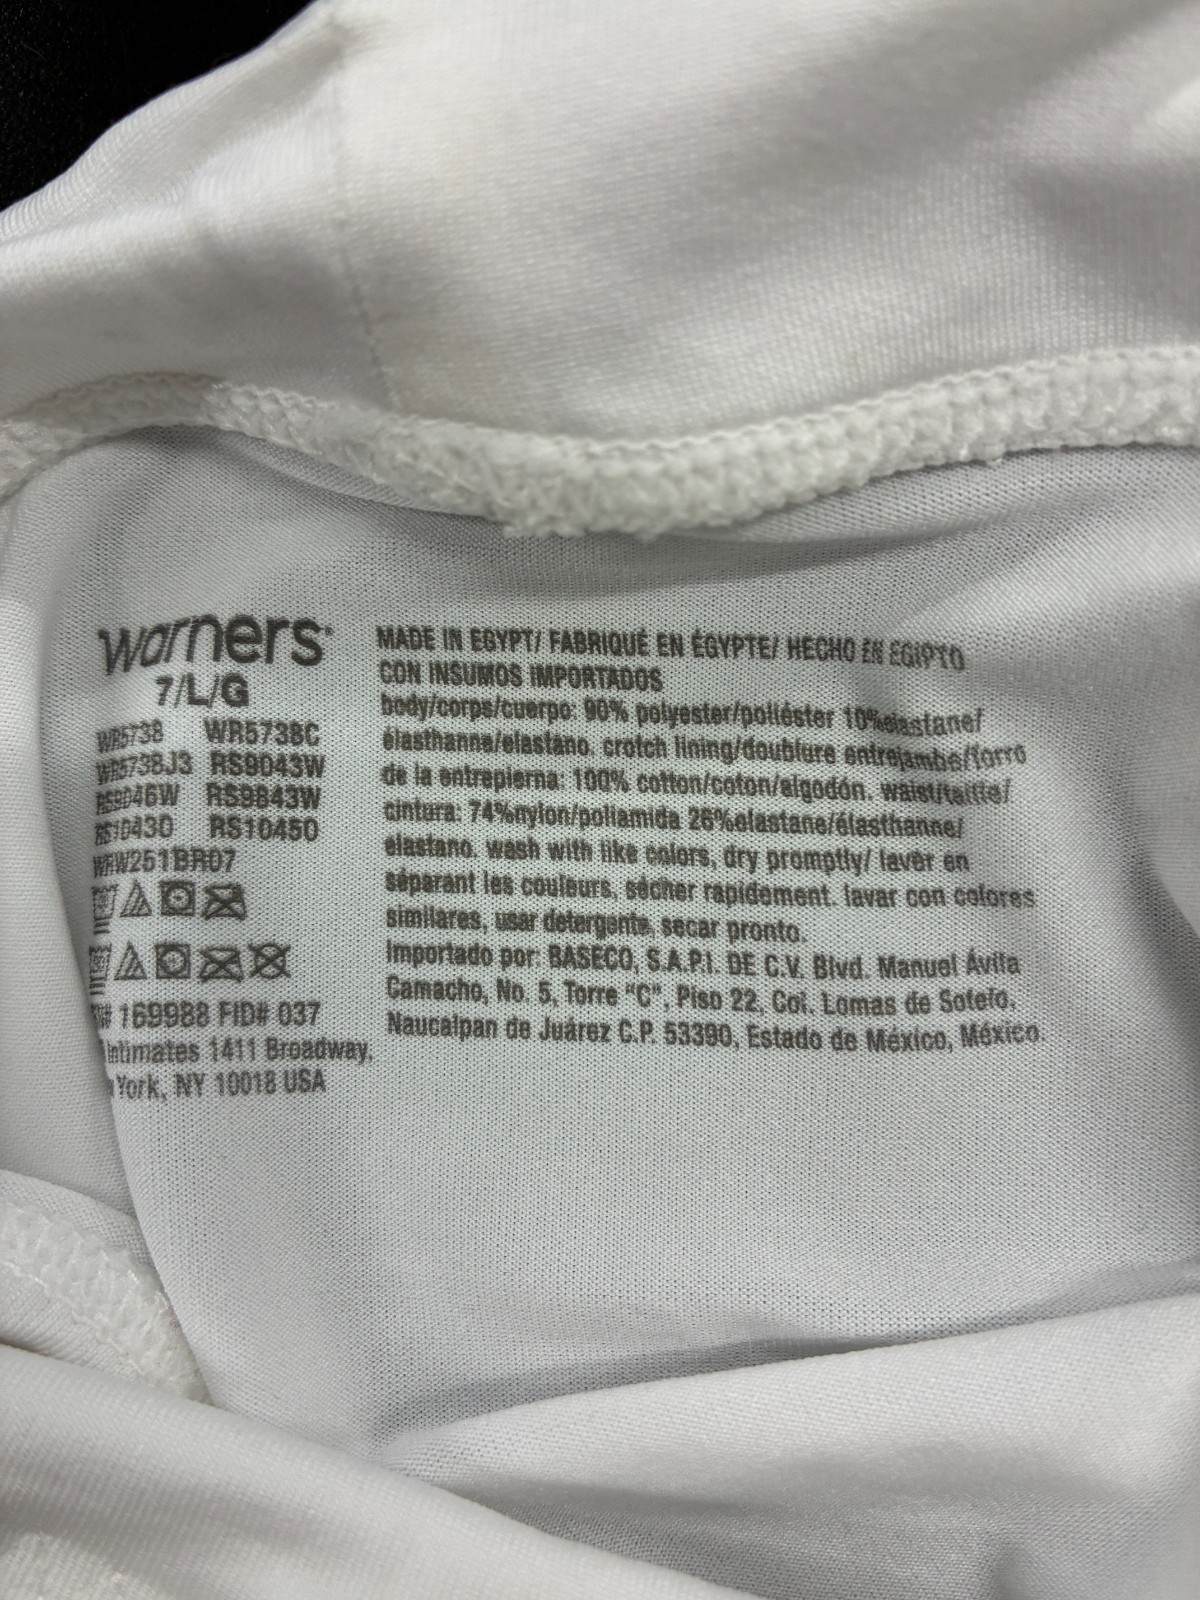 warners
7/L/G
WR5738 WR5738C
WR5738J3 RS9043W
RS9046W RS9843W
RS10430 RS10450
WRW251BR07
169988 FID# 037
Intimates 1411 Broadway,
York, NY 10018 USA
MADE IN EGYPT/ FABRIQUÉ EN ÉGYPTE/ HECHO EN EGIPTO
CON INSUMOS IMPORTADOS
body/corps/cuerpo: 90% polyester/poliéster 10%elastane/
élasthanne/elastano. crotch lining/doublure entrejambe/forro
de la entrepierna: 100% cotton/coton/algodón. waist/taille/
cintura: 74%nylon/poliamida 26%elastane/élasthanne/
elastano. wash with like colors, dry promptly/ laver en
séparant les couleurs, sécher rapidement. lavar con colores
similares, usar detergente, secar pronto.
Importado por: BASECO, S.A.P.I. DE C.V. Blvd. Manuel Ávila
Camacho, No. 5, Torre "C", Piso 22, Col. Lomas de Sotelo,
Naucalpan de Juárez C.P. 53390, Estado de México, México.